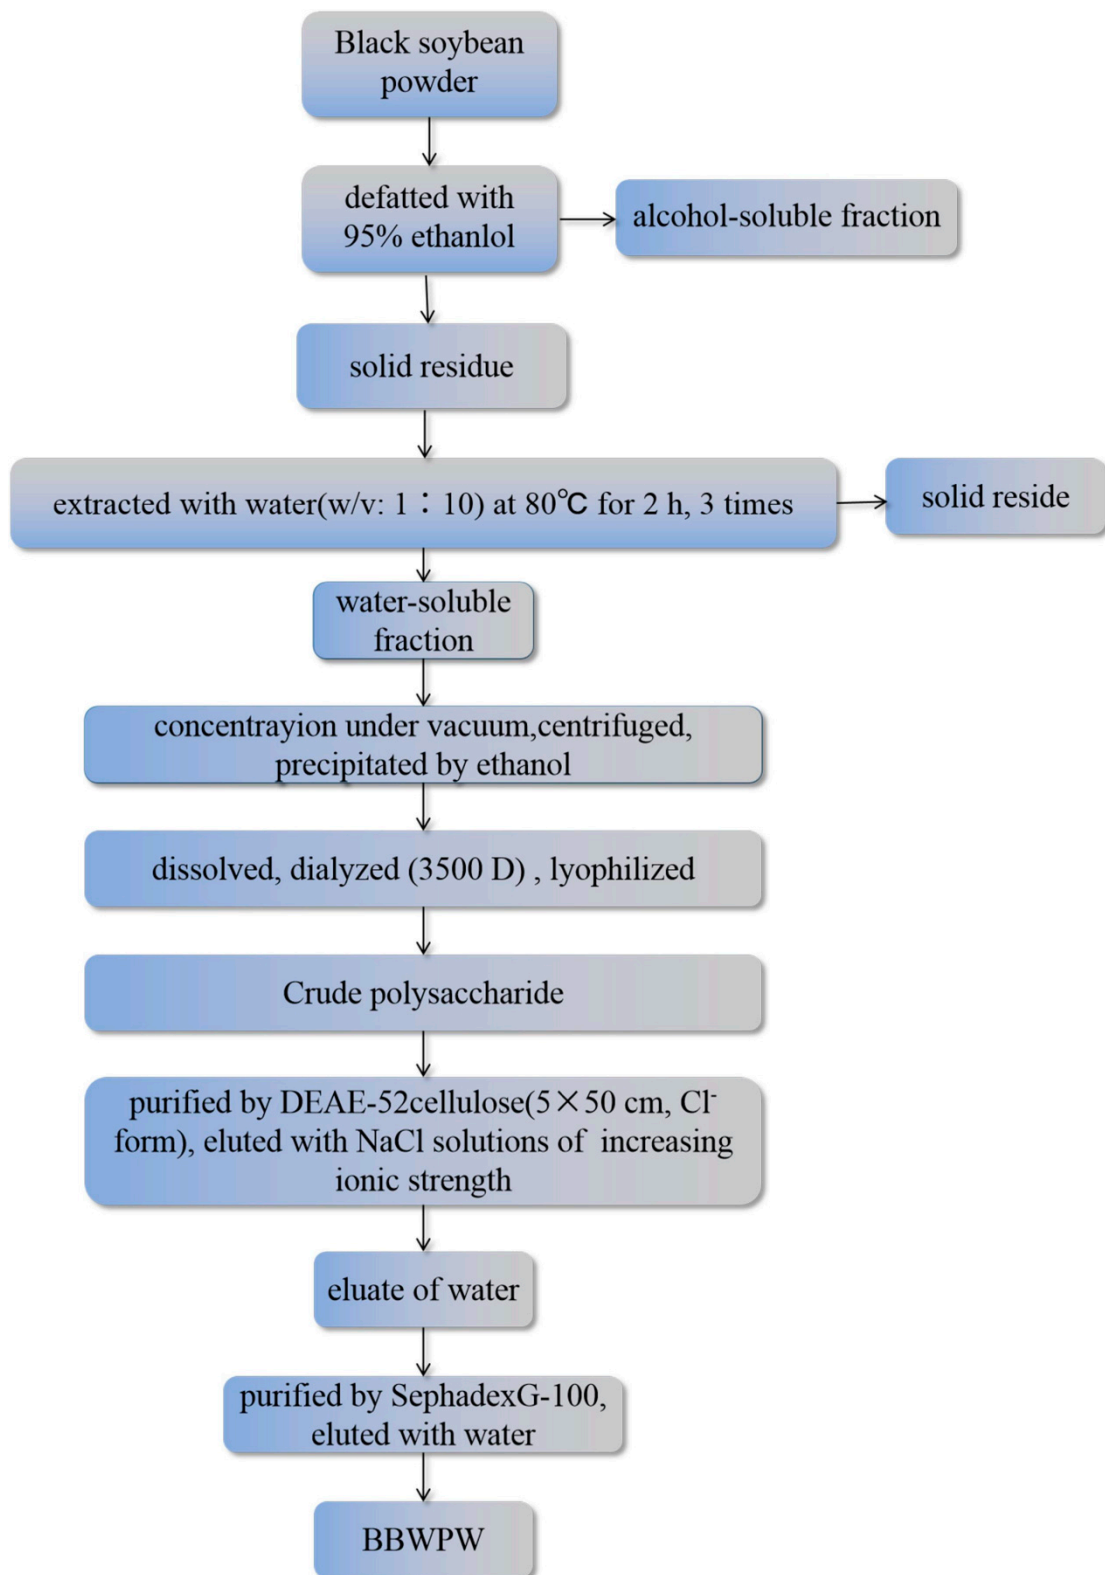 Black soybean
powder
defatted with
95% ethanlol
alcohol-soluble fraction
solid residue
extracted with water(w/v: 1：10) at 80℃ for 2 h, 3 times
solid reside
water-soluble
fraction
concentrayion under vacuum,centrifuged,
precipitated by ethanol
dissolved, dialyzed (3500 D) , lyophilized
Crude polysaccharide
purified by DEAE-52cellulose(5×50 cm, Cl⁻
form), eluted with NaCl solutions of increasing
ionic strength
eluate of water
purified by SephadexG-100,
eluted with water
BBWPW